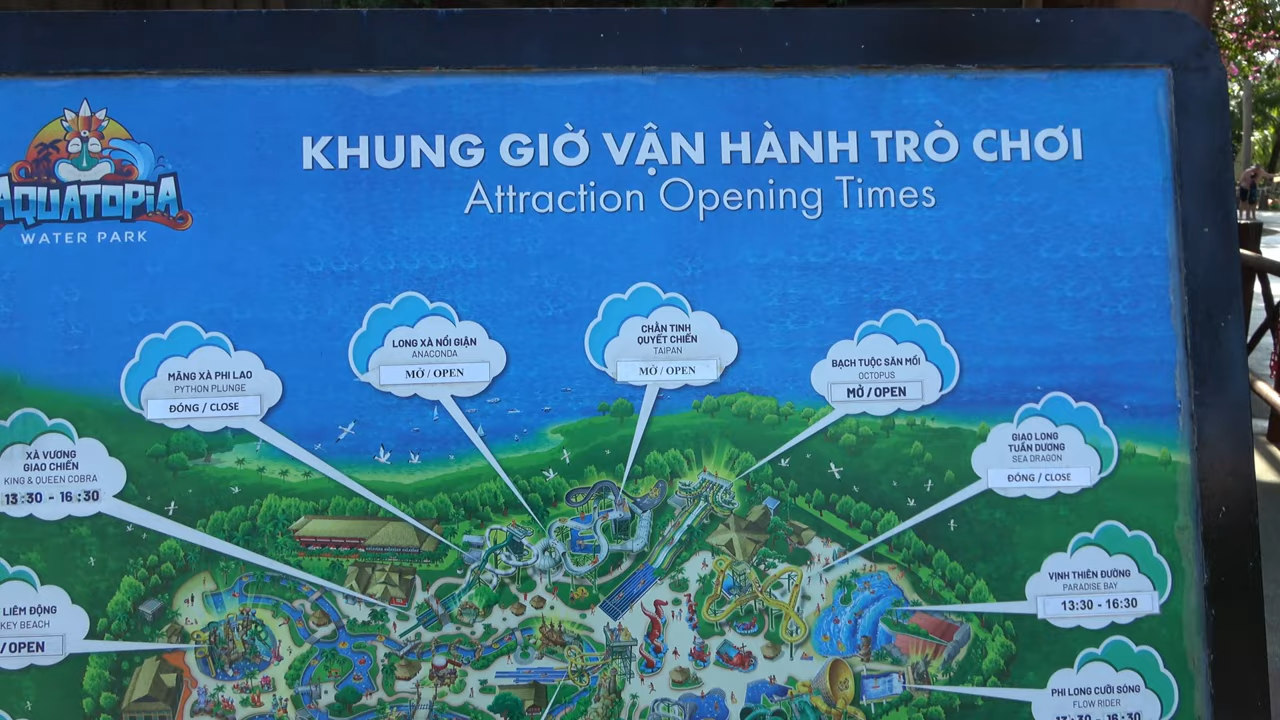 AQUATOPIA
WATER PARK
KHUNG GIỜ VẬN HÀNH TRÒ CHƠI
Attraction Opening Times
MÃNG XÀ PHI LAO
PYTHON PLUNGE
ĐÓNG / CLOSE
LONG XÀ NỔI GIẬN
ANACONDA
MỞ / OPEN
CHẰN TINH
QUYẾT CHIẾN
TAIPAN
MỞ / OPEN
BẠCH TUỘC SĂN MỒI
OCTOPUS
MỞ / OPEN
GIAO LONG
TUẦN DƯƠNG
SEA DRAGON
ĐÓNG / CLOSE
XÀ VƯƠNG
GIAO CHIẾN
KING & QUEEN COBRA
13:30 - 16:30
VỊNH THIÊN ĐƯỜNG
PARADISE BAY
13:30 - 16:30
LIÊM ĐỘNG
KEY BEACH
/ OPEN
PHI LONG CƯỠI SÓNG
FLOW RIDER
13:30 - 16:30